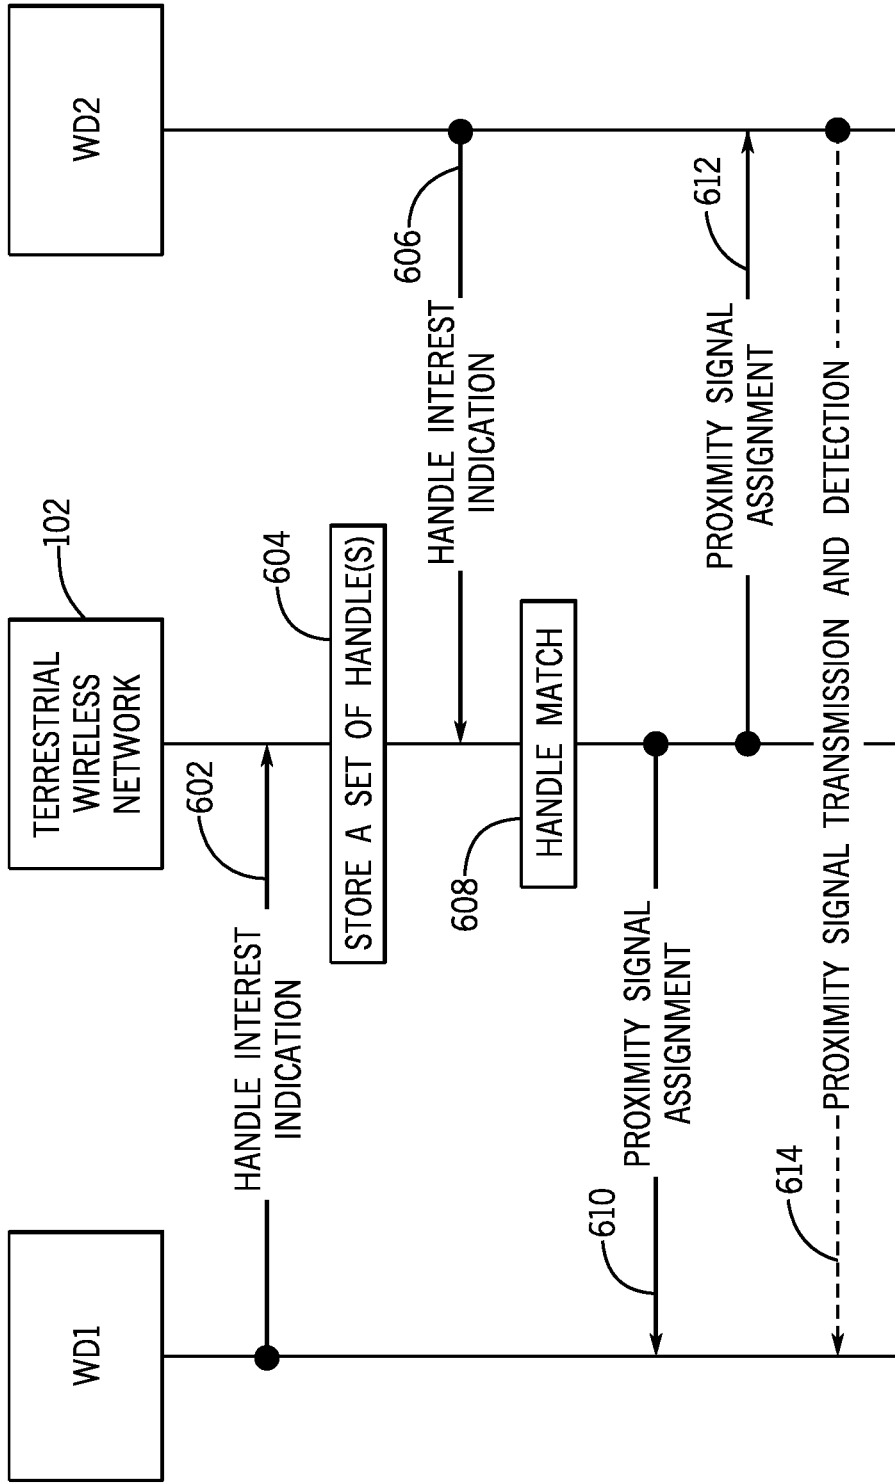 WD1
TERRESTRIAL
WIRELESS
NETWORK
102
WD2
HANDLE INTEREST
INDICATION
602
STORE A SET OF HANDLE(S)
604
HANDLE INTEREST
INDICATION
606
HANDLE MATCH
608
PROXIMITY SIGNAL
ASSIGNMENT
610
PROXIMITY SIGNAL
ASSIGNMENT
612
PROXIMITY SIGNAL TRANSMISSION AND DETECTION
614